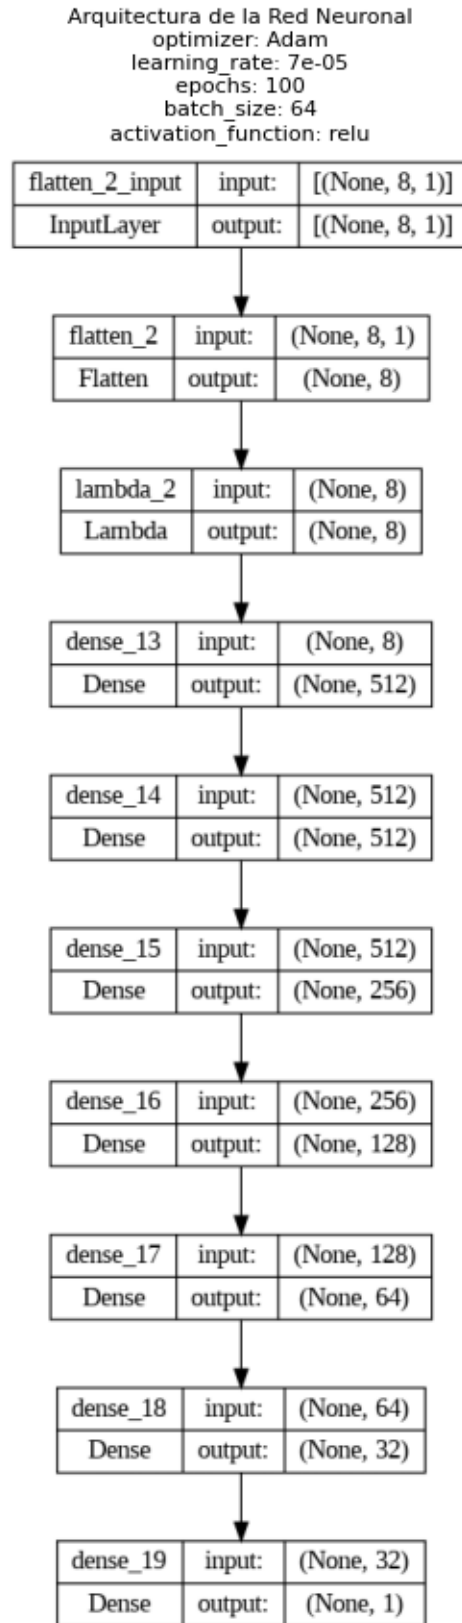 Arquitectura de la Red Neuronal
optimizer: Adam
learning_rate: 7e-05
epochs: 100
batch_size: 64
activation_function: relu
flatten_2_input input: [(None, 8, 1)]
InputLayer output: [(None, 8, 1)]
flatten_2 input: (None, 8, 1)
Flatten output: (None, 8)
lambda_2 input: (None, 8)
Lambda output: (None, 8)
dense_13 input: (None, 8)
Dense output: (None, 512)
dense_14 input: (None, 512)
Dense output: (None, 512)
dense_15 input: (None, 512)
Dense output: (None, 256)
dense_16 input: (None, 256)
Dense output: (None, 128)
dense_17 input: (None, 128)
Dense output: (None, 64)
dense_18 input: (None, 64)
Dense output: (None, 32)
dense_19 input: (None, 32)
Dense output: (None, 1)